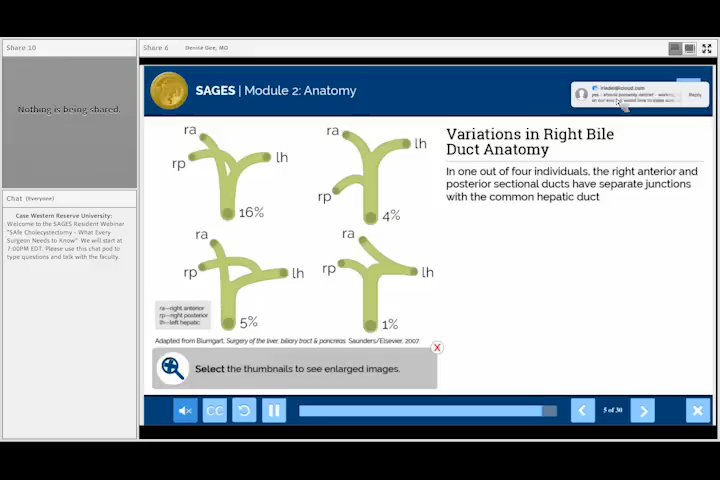 Share 10
Share 6
Denise Gee, MD
Nothing is being shared.
SAGES | Module 2: Anatomy
Reply
ra
rp
lh
16%
ra
rp
lh
4%
ra
rp
lh
5%
ra
rp
lh
1%
ra—right anterior
rp—right posterior
lh—left hepatic
Adapted from Blumgart, Surgery of the liver, biliary tract & pancreas. Saunders/Elsevier, 2007.
X
Select the thumbnails to see enlarged images.
Variations in Right Bile
Duct Anatomy
In one out of four individuals, the right anterior and
posterior sectional ducts have separate junctions
with the common hepatic duct
Chat (Everyone)
Case Western Reserve University:
Welcome to the SAGES Resident Webinar
"SAfe Cholecystectomy - What Every
Surgeon Needs to Know" We will start at
7:00PM EDT. Please use this chat pod to
type questions and talk with the faculty.
CC
5 of 30